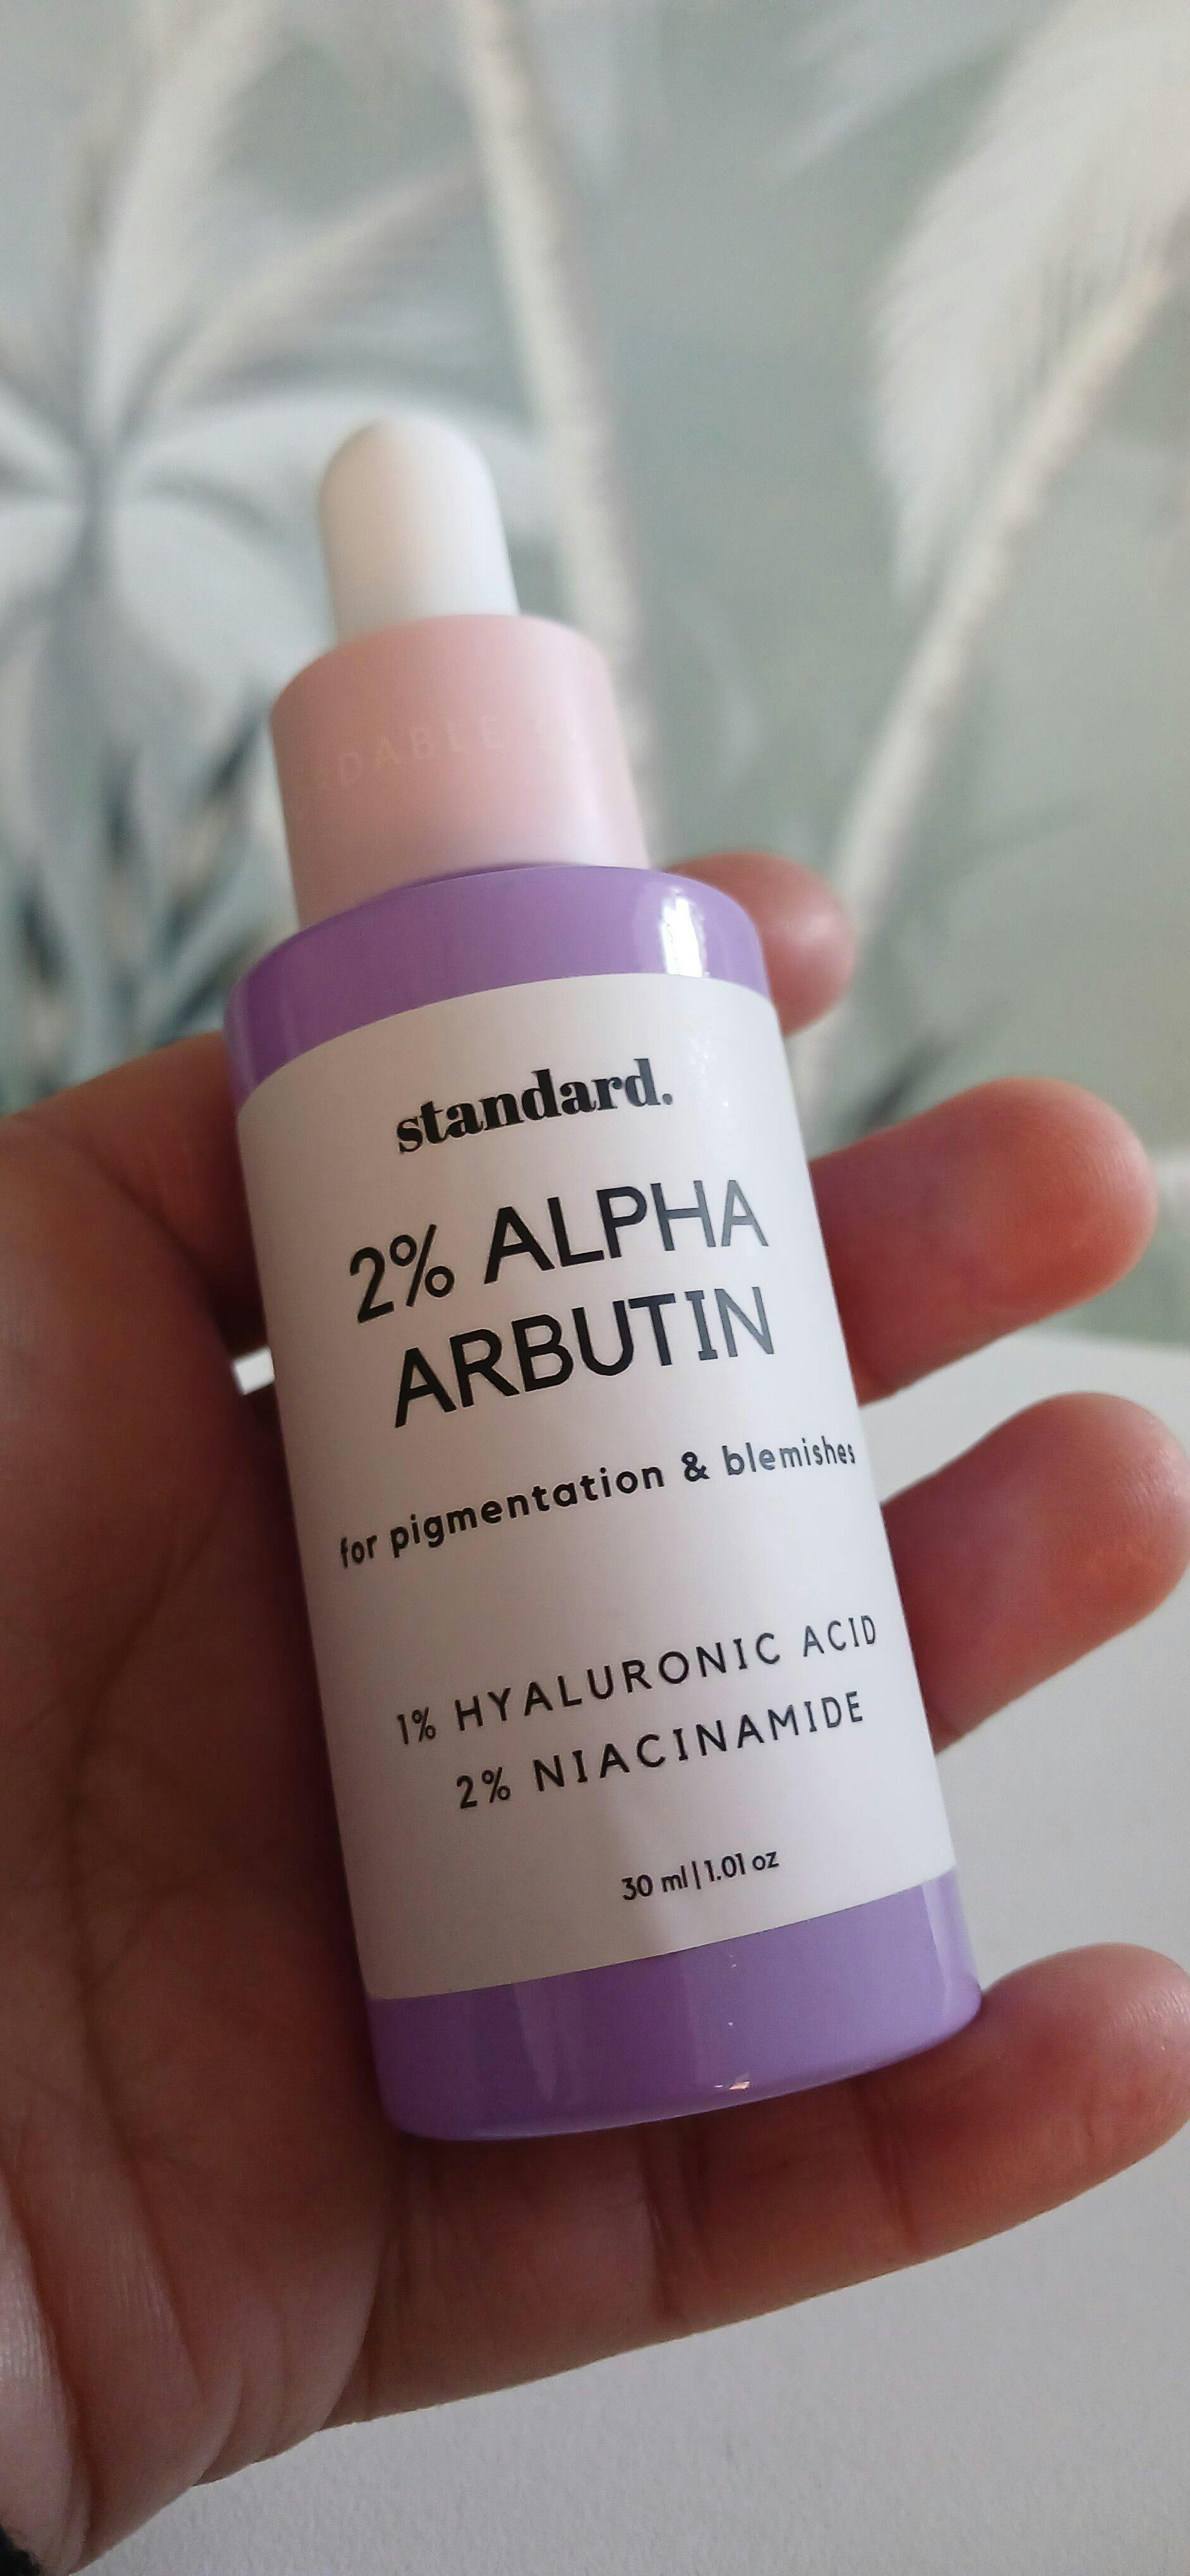 standard.
2% ALPHA
ARBUTIN
for pigmentation & blemishes
1% HYALURONIC ACID
2% NIACINAMIDE
30 ml | 1.01 oz